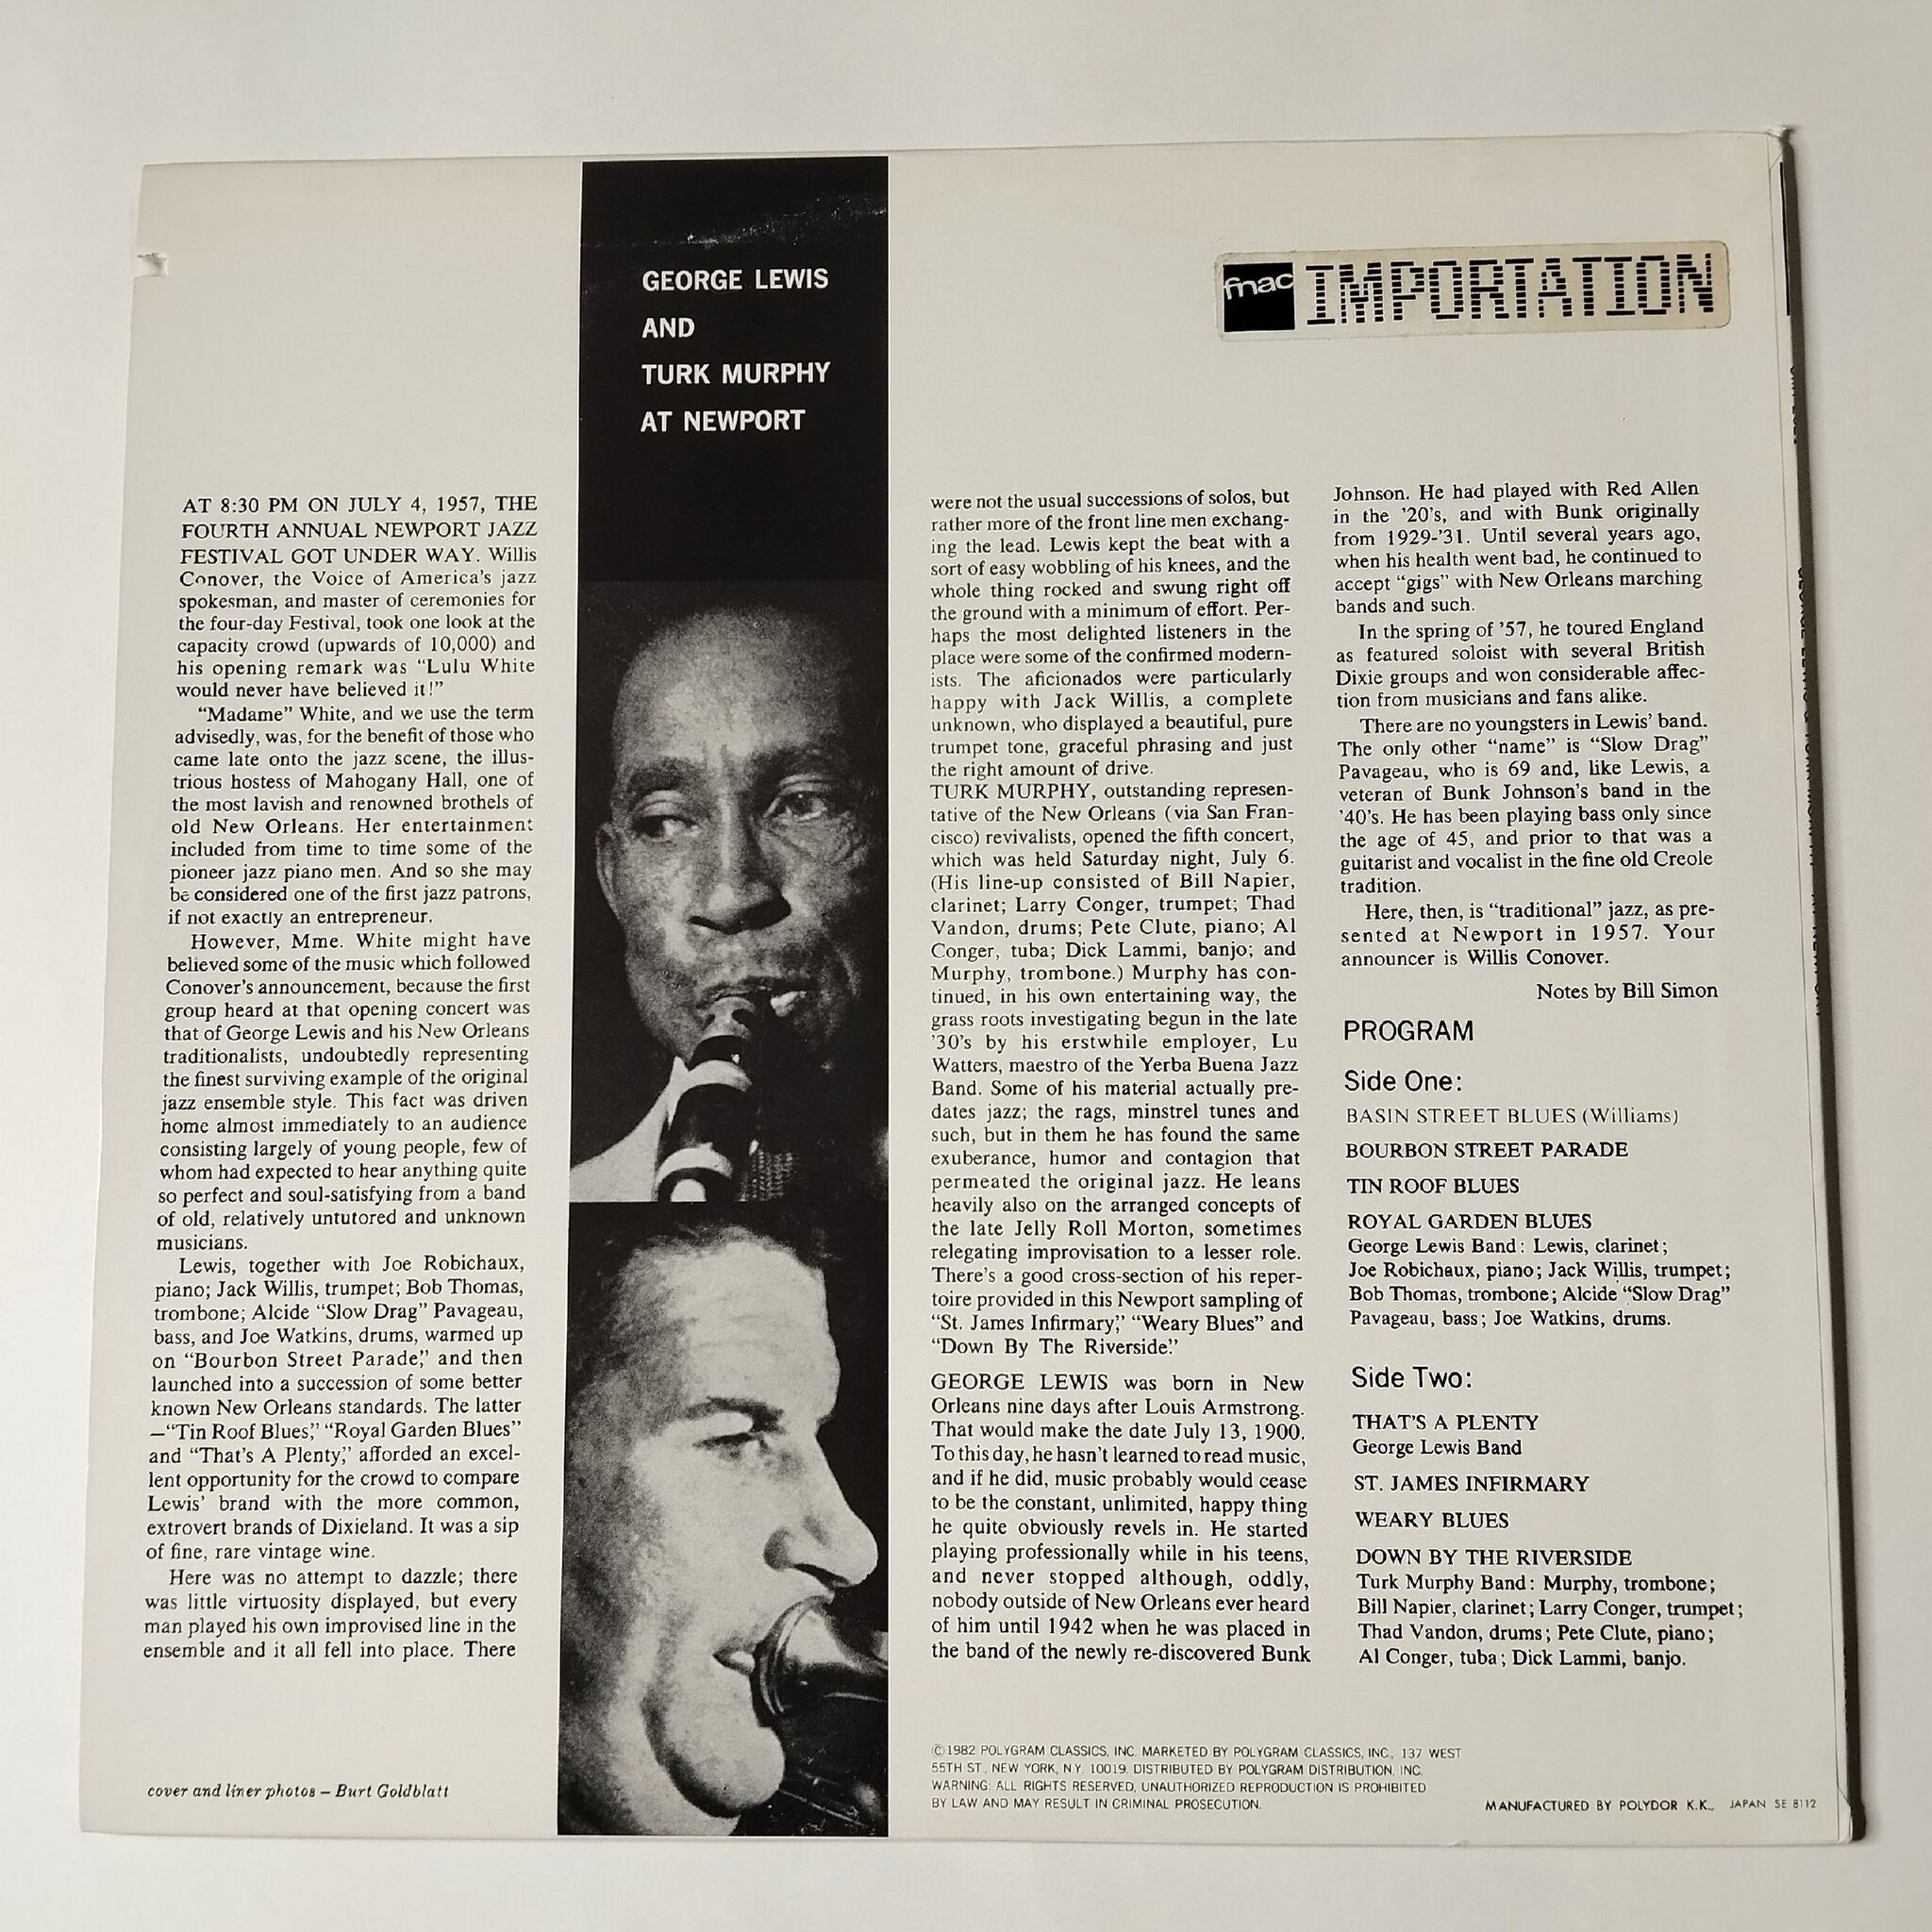 GEORGE LEWIS
AND
TURK MURPHY
AT NEWPORT
fnac IMPORTATION
AT 8:30 PM ON JULY 4, 1957, THE
FOURTH ANNUAL NEWPORT JAZZ
FESTIVAL GOT UNDER WAY. Willis
Conover, the Voice of America's jazz
spokesman, and master of ceremonies for
the four-day Festival, took one look at the
capacity crowd (upwards of 10,000) and
his opening remark was “Lulu White
would never have believed it!”
“Madame” White, and we use the term
advisedly, was, for the benefit of those who
came late onto the jazz scene, the illus-
trious hostess of Mahogany Hall, one of
the most lavish and renowned brothels of
old New Orleans. Her entertainment
included from time to time some of the
pioneer jazz piano men. And so she may
be considered one of the first jazz patrons,
if not exactly an entrepreneur.
However, Mme. White might have
believed some of the music which followed
Conover's announcement, because the first
group heard at that opening concert was
that of George Lewis and his New Orleans
traditionalists, undoubtedly representing
the finest surviving example of the original
jazz ensemble style. This fact was driven
home almost immediately to an audience
consisting largely of young people, few of
whom had expected to hear anything quite
so perfect and soul-satisfying from a band
of old, relatively untutored and unknown
musicians.
Lewis, together with Joe Robichaux,
piano; Jack Willis, trumpet; Bob Thomas,
trombone; Alcide “Slow Drag” Pavageau,
bass, and Joe Watkins, drums, warmed up
on “Bourbon Street Parade,” and then
launched into a succession of some better
known New Orleans standards. The latter
—“Tin Roof Blues,” “Royal Garden Blues”
and “That's A Plenty,” afforded an excel-
lent opportunity for the crowd to compare
Lewis' brand with the more common,
extrovert brands of Dixieland. It was a sip
of fine, rare vintage wine.
Here was no attempt to dazzle; there
was little virtuosity displayed, but every
man played his own improvised line in the
ensemble and it all fell into place. There
were not the usual successions of solos, but
rather more of the front line men exchang-
ing the lead. Lewis kept the beat with a
sort of easy wobbling of his knees, and the
whole thing rocked and swung right off
the ground with a minimum of effort. Per-
haps the most delighted listeners in the
place were some of the confirmed modern-
ists. The aficionados were particularly
happy with Jack Willis, a complete
unknown, who displayed a beautiful, pure
trumpet tone, graceful phrasing and just
the right amount of drive.
TURK MURPHY, outstanding represen-
tative of the New Orleans (via San Fran-
cisco) revivalists, opened the fifth concert,
which was held Saturday night, July 6.
(His line-up consisted of Bill Napier,
clarinet; Larry Conger, trumpet; Thad
Vandon, drums; Pete Clute, piano; Al
Conger, tuba; Dick Lammi, banjo; and
Murphy, trombone.) Murphy has con-
tinued, in his own entertaining way, the
grass roots investigating begun in the late
'30's by his erstwhile employer, Lu
Watters, maestro of the Yerba Buena Jazz
Band. Some of his material actually pre-
dates jazz; the rags, minstrel tunes and
such, but in them he has found the same
exuberance, humor and contagion that
permeated the original jazz. He leans
heavily also on the arranged concepts of
the late Jelly Roll Morton, sometimes
relegating improvisation to a lesser role.
There's a good cross-section of his reper-
toire provided in this Newport sampling of
“St. James Infirmary,” “Weary Blues” and
“Down By The Riverside.”
GEORGE LEWIS was born in New
Orleans nine days after Louis Armstrong.
That would make the date July 13, 1900.
To this day, he hasn't learned to read music,
and if he did, music probably would cease
to be the constant, unlimited, happy thing
he quite obviously revels in. He started
playing professionally while in his teens,
and never stopped although, oddly,
nobody outside of New Orleans ever heard
of him until 1942 when he was placed in
the band of the newly re-discovered Bunk
Johnson. He had played with Red Allen
in the '20's, and with Bunk originally
from 1929-'31. Until several years ago,
when his health went bad, he continued to
accept “gigs” with New Orleans marching
bands and such.
In the spring of '57, he toured England
as featured soloist with several British
Dixie groups and won considerable affec-
tion from musicians and fans alike.
There are no youngsters in Lewis' band.
The only other “name” is “Slow Drag”
Pavageau, who is 69 and, like Lewis, a
veteran of Bunk Johnson's band in the
'40's. He has been playing bass only since
the age of 45, and prior to that was a
guitarist and vocalist in the fine old Creole
tradition.
Here, then, is “traditional” jazz, as pre-
sented at Newport in 1957. Your
announcer is Willis Conover.
Notes by Bill Simon
PROGRAM
Side One:
BASIN STREET BLUES (Williams)
BOURBON STREET PARADE
TIN ROOF BLUES
ROYAL GARDEN BLUES
George Lewis Band: Lewis, clarinet;
Joe Robichaux, piano; Jack Willis, trumpet;
Bob Thomas, trombone; Alcide “Slow Drag”
Pavageau, bass; Joe Watkins, drums.
Side Two:
THAT'S A PLENTY
George Lewis Band
ST. JAMES INFIRMARY
WEARY BLUES
DOWN BY THE RIVERSIDE
Turk Murphy Band: Murphy, trombone;
Bill Napier, clarinet; Larry Conger, trumpet;
Thad Vandon, drums; Pete Clute, piano;
Al Conger, tuba; Dick Lammi, banjo.
cover and liner photos – Burt Goldblatt
©1982 POLYGRAM CLASSICS, INC. MARKETED BY POLYGRAM CLASSICS, INC., 137 WEST
55TH ST., NEW YORK, N.Y. 10019. DISTRIBUTED BY POLYGRAM DISTRIBUTION, INC.
WARNING: ALL RIGHTS RESERVED, UNAUTHORIZED REPRODUCTION IS PROHIBITED
BY LAW AND MAY RESULT IN CRIMINAL PROSECUTION.
MANUFACTURED BY POLYDOR K.K., JAPAN SE 8112